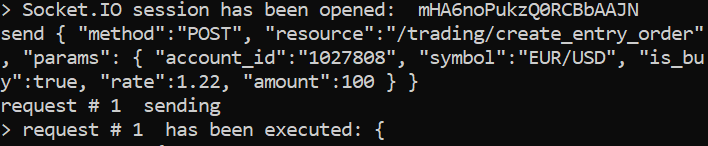 > Socket.IO session has been opened:  mHA6noPukzQ0RCBbAAJN
send { "method":"POST", "resource":"/trading/create_entry_order"
, "params": { "account_id":"1027808", "symbol":"EUR/USD", "is_bu
y":true, "rate":1.22, "amount":100 } }
request # 1  sending
> request # 1  has been executed: {